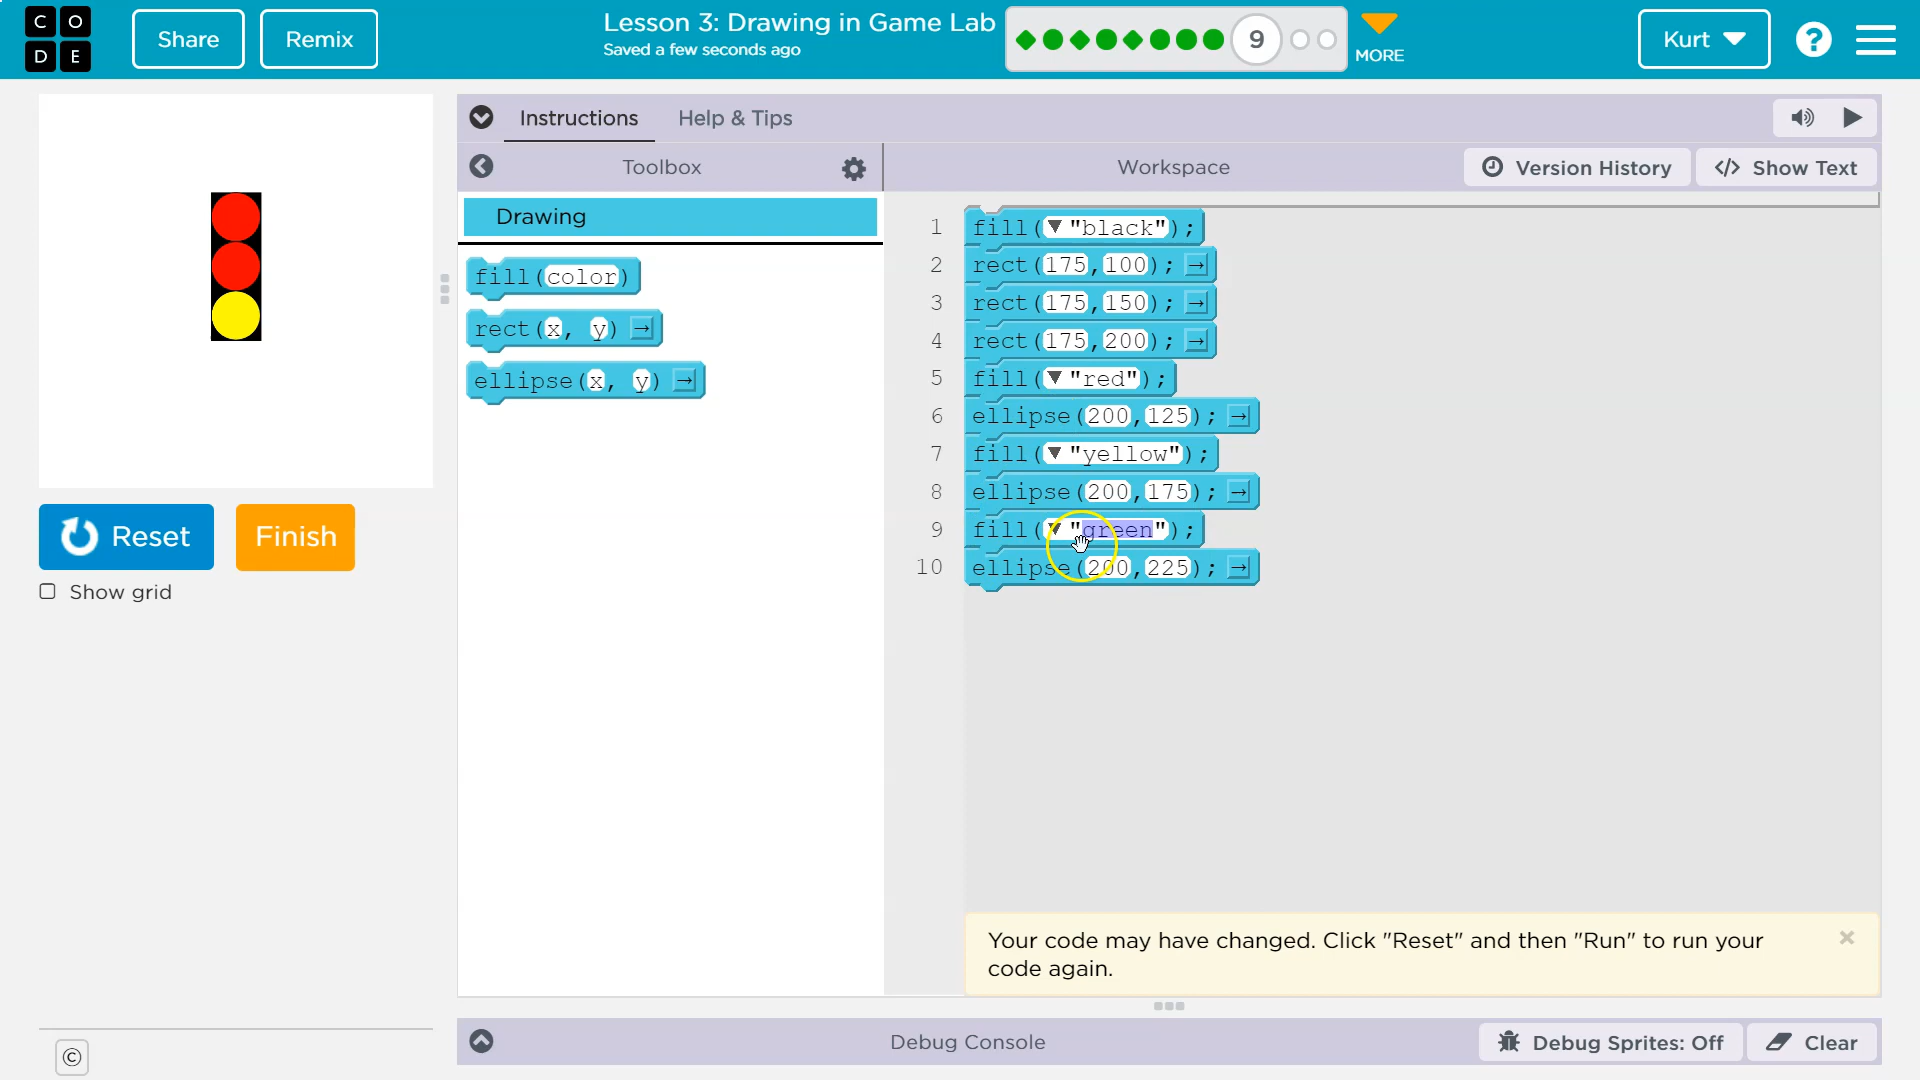 C O
D E
Share
Remix
Lesson 3: Drawing in Game Lab
Saved a few seconds ago
9
MORE
Kurt
?
Instructions
Help & Tips
Toolbox
Workspace
Version History
</> Show Text
Drawing
fill(color)
rect(x, y)
ellipse(x, y)
1 fill("black");
2 rect(175,100);
3 rect(175,150);
4 rect(175,200);
5 fill("red");
6 ellipse(200,125);
7 fill("yellow");
8 ellipse(200,175);
9 fill("green");
10 ellipse(200,225);
Reset
Finish
Show grid
Your code may have changed. Click "Reset" and then "Run" to run your
code again.
©
Debug Console
Debug Sprites: Off
Clear